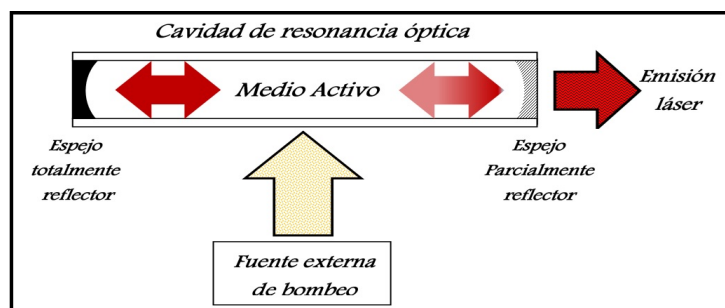 Cavidad de resonancia óptica
Medio Activo
Emisión
láser
Espejo
totalmente
reflector
Espejo
Parcialmente
reflector
Fuente externa
de bombeo